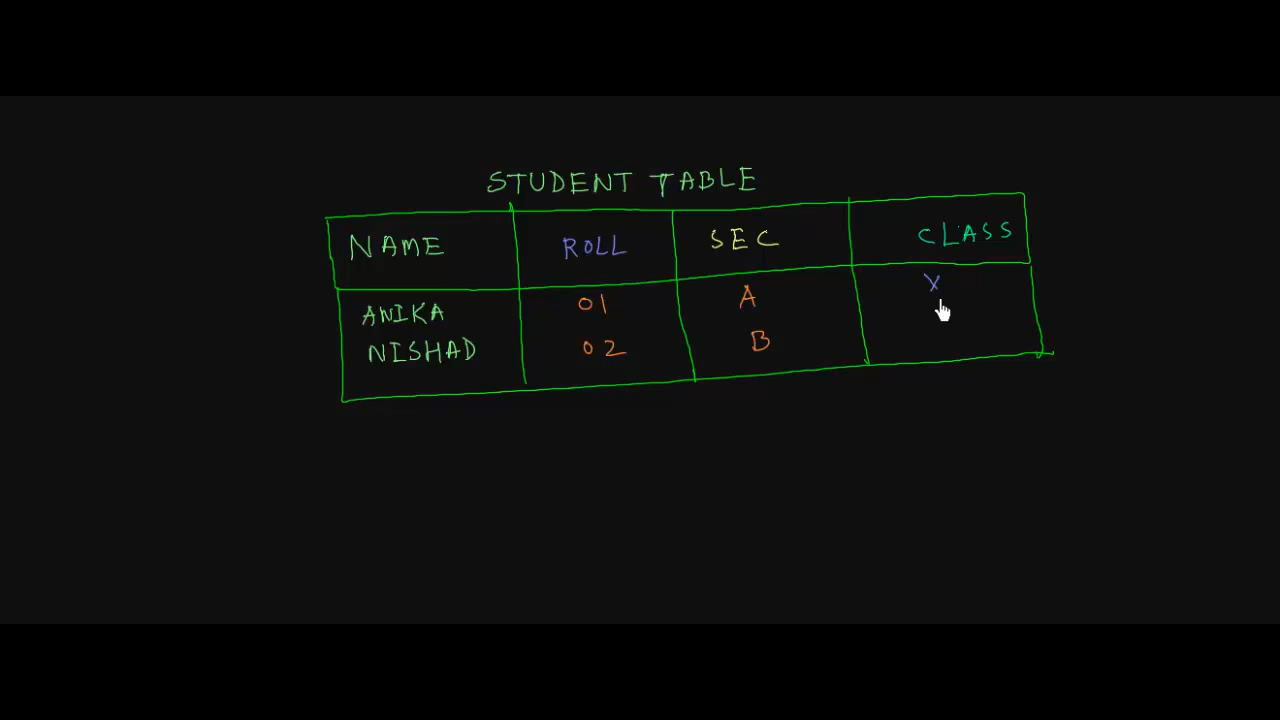 STUDENT TABLE
NAME ROLL SEC CLASS
ANIKA 01 A X
NISHAD 02 B